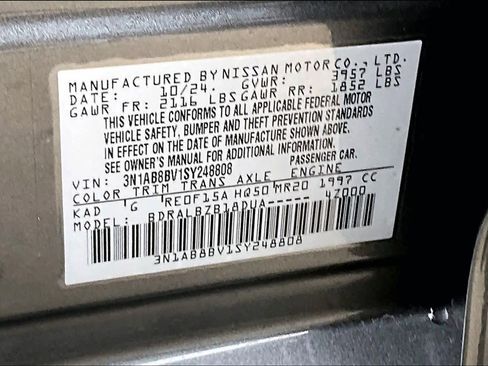 MANUFACTURED BY NISSAN MOTOR CO., LTD.
DATE: 10/24. GVWR: 3957 LBS
GAWR FR: 2116 LBS GAWR RR: 1852 LBS
THIS VEHICLE CONFORMS TO ALL APPLICABLE FEDERAL MOTOR
VEHICLE SAFETY, BUMPER AND THEFT PREVENTION STANDARDS
IN EFFECT ON THE DATE OF MANUFACTURE SHOWN ABOVE.
SEE OWNER'S MANUAL FOR ADDITIONAL INFORMATION.
VIN: 3N1AB8BV1SY248808 PASSENGER CAR.
COLOR TRIM TRANS AXLE ENGINE
KAD G RE0F15A HQ50 MR20 1997 CC
MODEL: BDRALBZB18DUA----- 4Z000
3N1AB8BV1SY248808